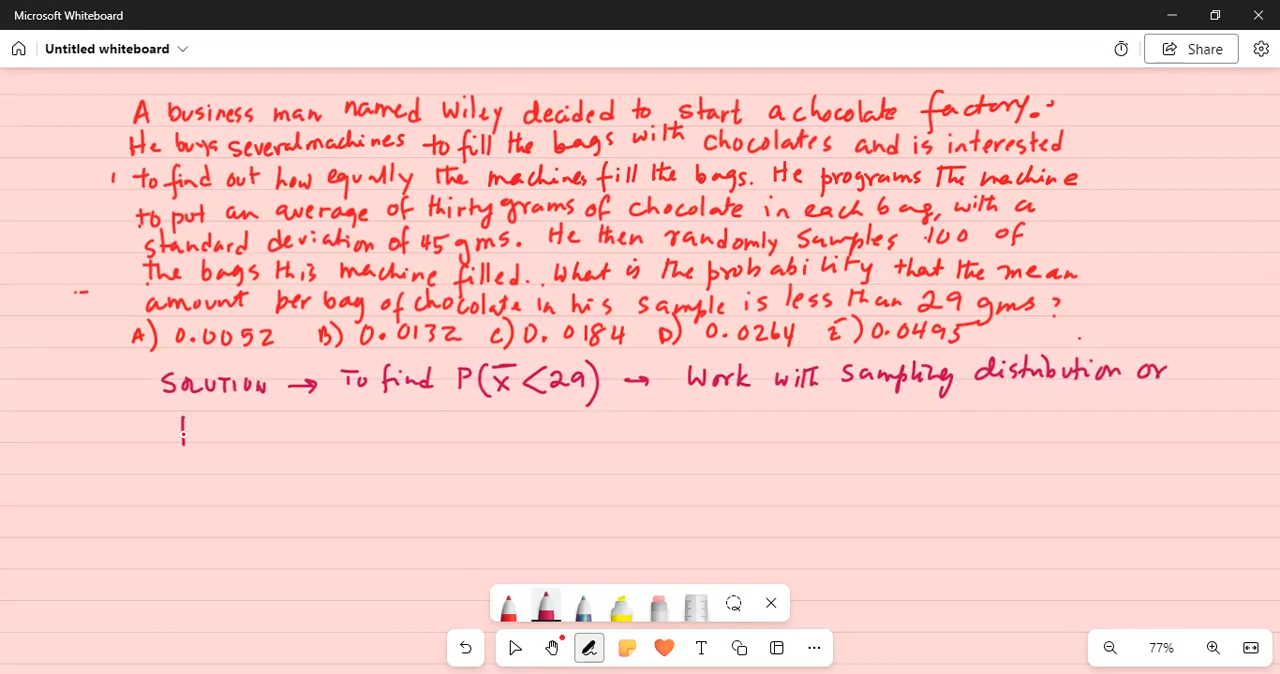 Microsoft Whiteboard
Untitled whiteboard
Share
A business man named Wiley decided to start a chocolate factory.
He buys several machines to fill the bags with chocolates and is interested
to find out how equally the machines fill the bags. He programs the machine
to put an average of thirty grams of chocolate in each bag, with a
standard deviation of 45 gms. He then randomly samples 100 of
the bags this machine filled.. What is the probability that the mean
amount per bag of chocolate in his sample is less than 29 gms?
A) 0.0052 B) 0.0132 C) 0.0184 D) 0.0264 E) 0.0495
SOLUTION → To find P(x̄ < 29) → Work with sampling distribution or
77%